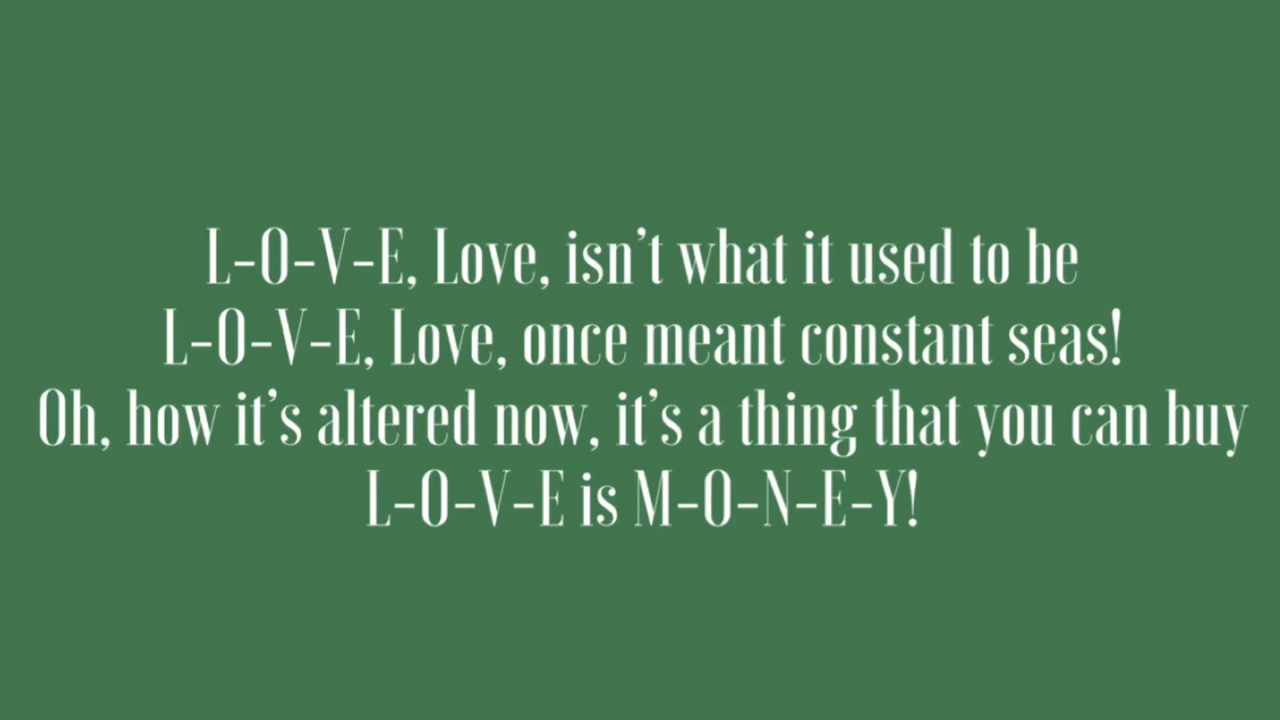 L-O-V-E, Love, isn’t what it used to be
L-O-V-E, Love, once meant constant seas!
Oh, how it’s altered now, it’s a thing that you can buy
L-O-V-E is M-O-N-E-Y!